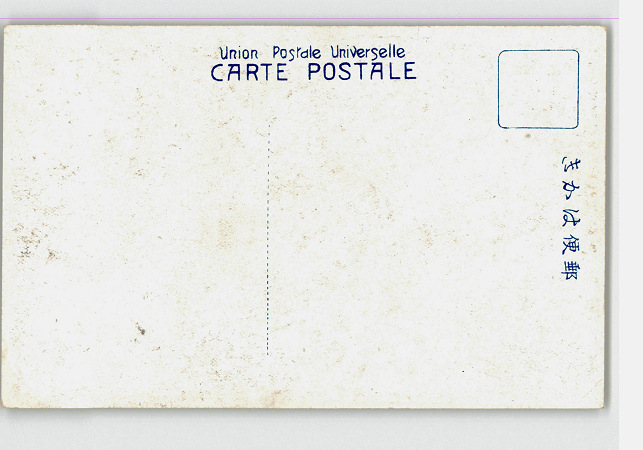 Union Postale Universelle
CARTE POSTALE
郵便はかき